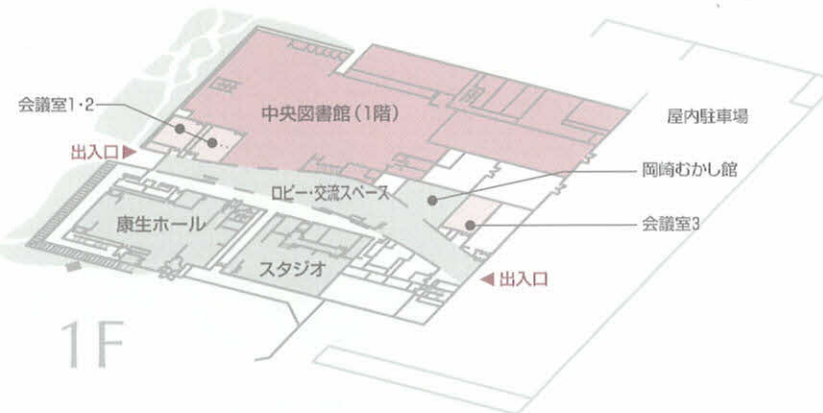 会議室1・2
中央図書館(1階)
屋内駐車場
出入口▶
岡崎むかし館
ロビー・交流スペース
康生ホール
会議室3
スタジオ
◀出入口
1F